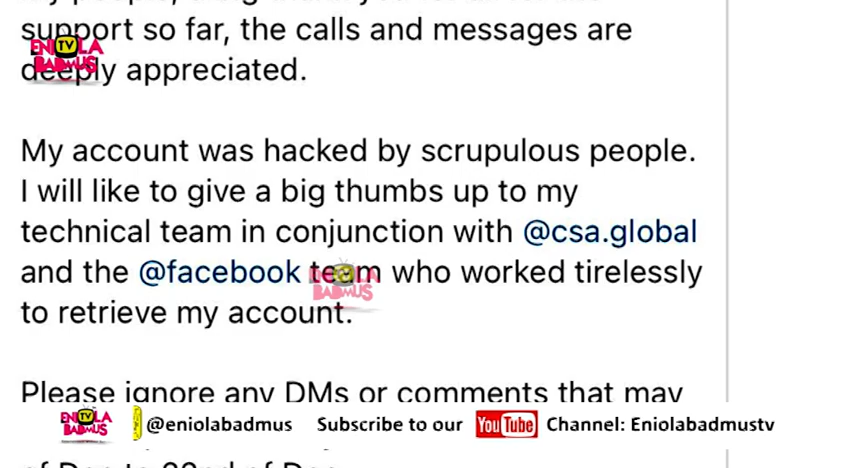 support so far, the calls and messages are
deeply appreciated.
My account was hacked by scrupulous people.
I will like to give a big thumbs up to my
technical team in conjunction with @csa.global
and the @facebook team who worked tirelessly
to retrieve my account.
Please ignore any DMs or comments that may
ENIOLA TV BADMUS @eniolabadmus Subscribe to our YouTube Channel: Eniolabadmustv